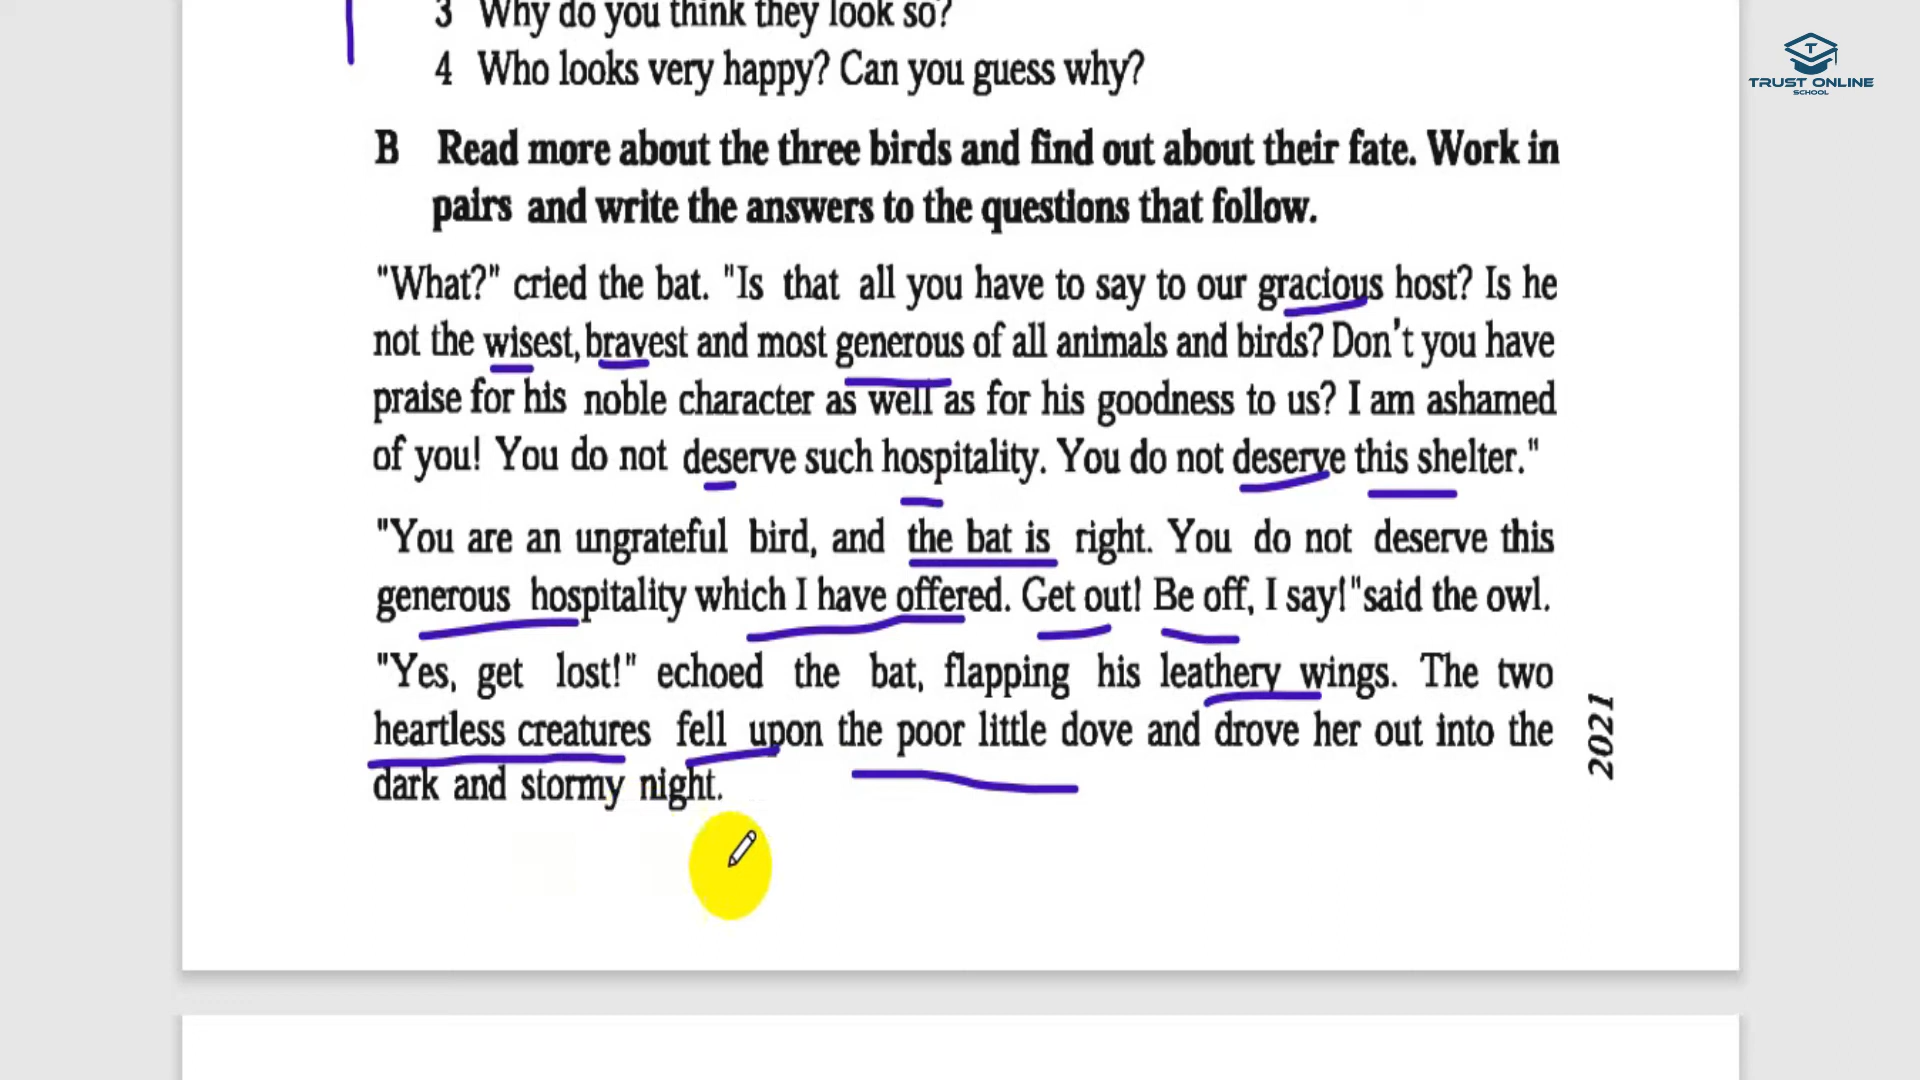 3 Why do you think they look so?
4 Who looks very happy? Can you guess why?
T
TRUST ONLINE
SCHOOL
B Read more about the three birds and find out about their fate. Work in
pairs and write the answers to the questions that follow.
"What?" cried the bat. "Is that all you have to say to our gracious host? Is he
not the wisest, bravest and most generous of all animals and birds? Don't you have
praise for his noble character as well as for his goodness to us? I am ashamed
of you! You do not deserve such hospitality. You do not deserve this shelter."
"You are an ungrateful bird, and the bat is right. You do not deserve this
generous hospitality which I have offered. Get out! Be off, I say!"said the owl.
"Yes, get lost!" echoed the bat, flapping his leathery wings. The two
heartless creatures fell upon the poor little dove and drove her out into the
dark and stormy night.
2021